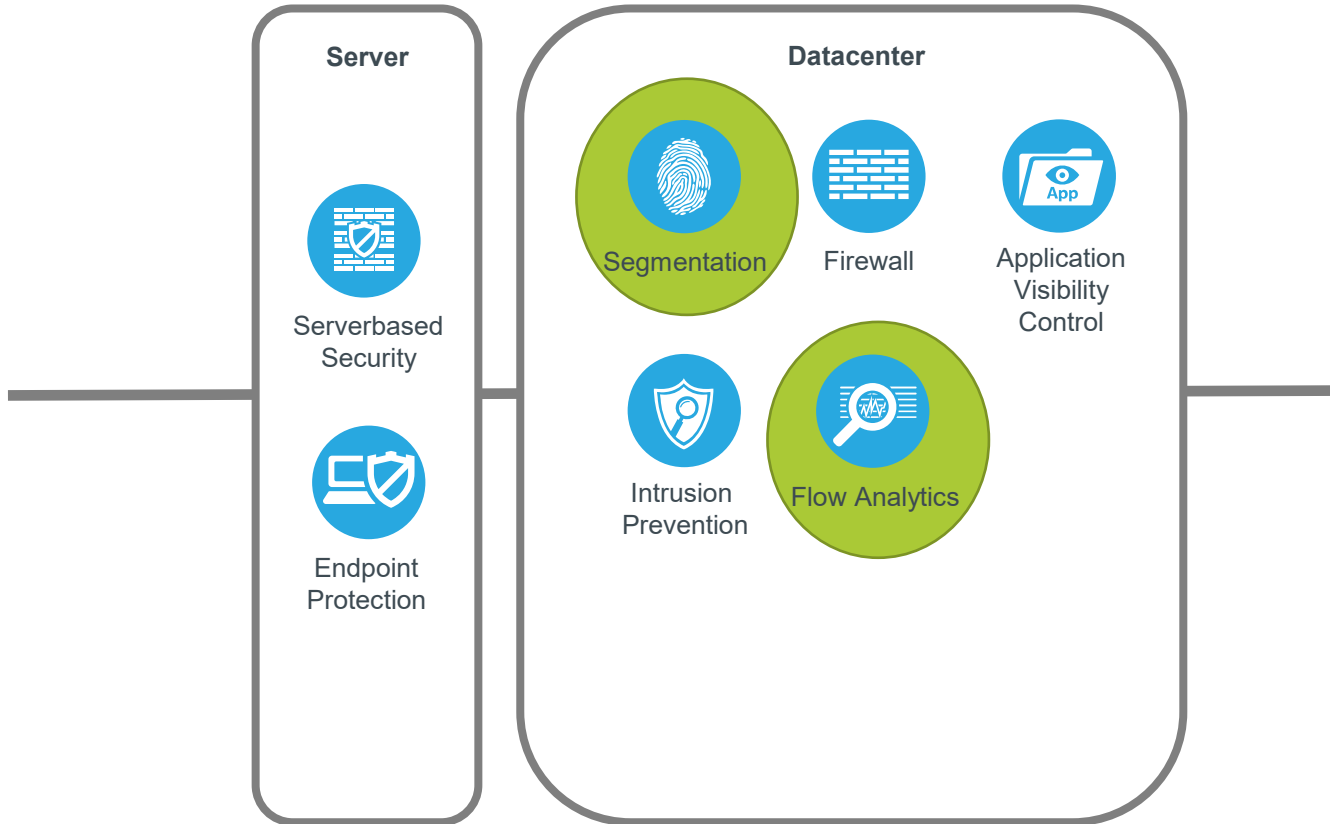 Server
Serverbased
Security
Endpoint
Protection
Datacenter
Segmentation
Firewall
App
Application
Visibility
Control
Intrusion
Prevention
Flow Analytics